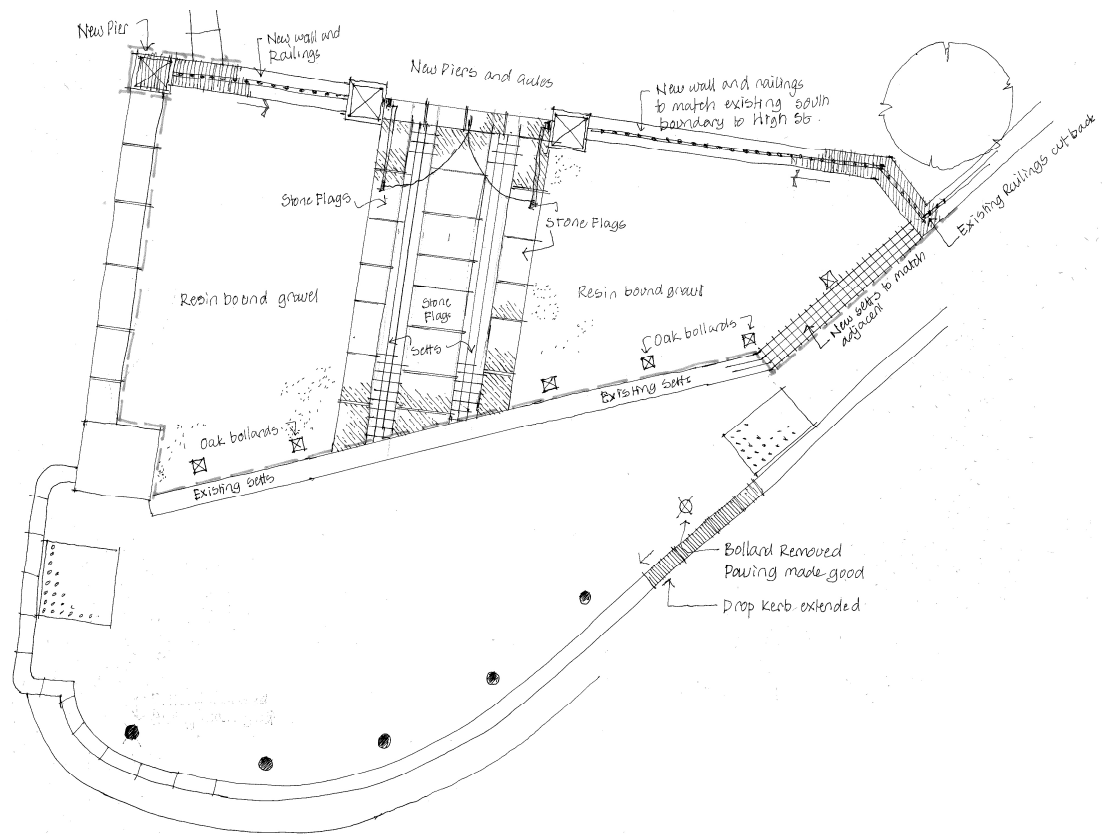 New Pier
New wall and
Railings
New Piers and Gates
New wall and railings
to match existing south
boundary to High St.
Existing Railings cut back
Stone Flags
Stone Flags
Resin bound gravel
Stone
Flags
Resin bound gravel
Setts
Oak bollards
New setts to match
adjacent
Existing Setts
Oak bollards
Existing Setts
Bollard Removed
Paving made good
Drop kerb extended